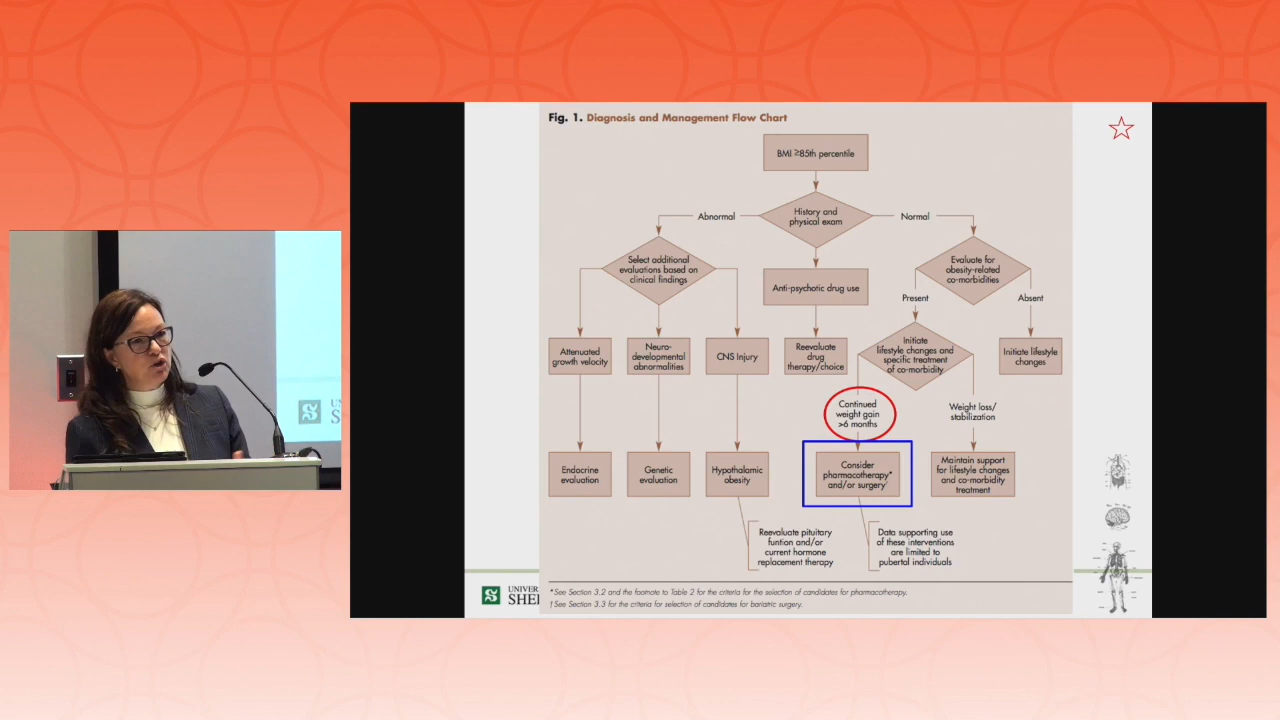 Fig. 1. Diagnosis and Management Flow Chart
BMI ≥85th percentile
History and
physical exam
Abnormal
Normal
Select additional
evaluations based on
clinical findings
Anti-psychotic drug use
Evaluate for
obesity-related
co-morbidities
Present
Absent
Attenuated
growth velocity
Neuro-
developmental
abnormalities
CNS Injury
Reevaluate
drug
therapy/choice
Initiate
lifestyle changes and
specific treatment
of co-morbidity
Initiate lifestyle
changes
Continued
weight gain
>6 months
Weight loss/
stabilization
Endocrine
evaluation
Genetic
evaluation
Hypothalamic
obesity
Consider
pharmacotherapy*
and/or surgery†
Maintain support
for lifestyle changes
and co-morbidity
treatment
Reevaluate pituitary
funtion and/or
current hormone
replacement therapy
Data supporting use
of these interventions
are limited to
pubertal individuals
*See Section 3.2 and the footnote to Table 2 for the criteria for the selection of candidates for pharmacotherapy.
†See Section 3.3 for the criteria for selection of candidates for bariatric surgery.
UNIVER
SHE